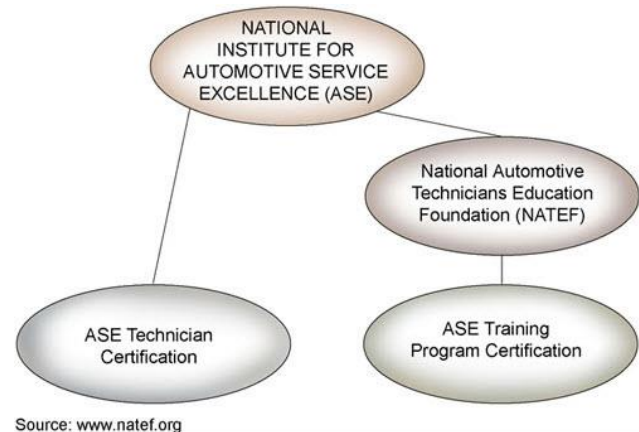 NATIONAL
INSTITUTE FOR
AUTOMOTIVE SERVICE
EXCELLENCE (ASE)
National Automotive
Technicians Education
Foundation (NATEF)
ASE Technician
Certification
ASE Training
Program Certification
Source: www.natef.org